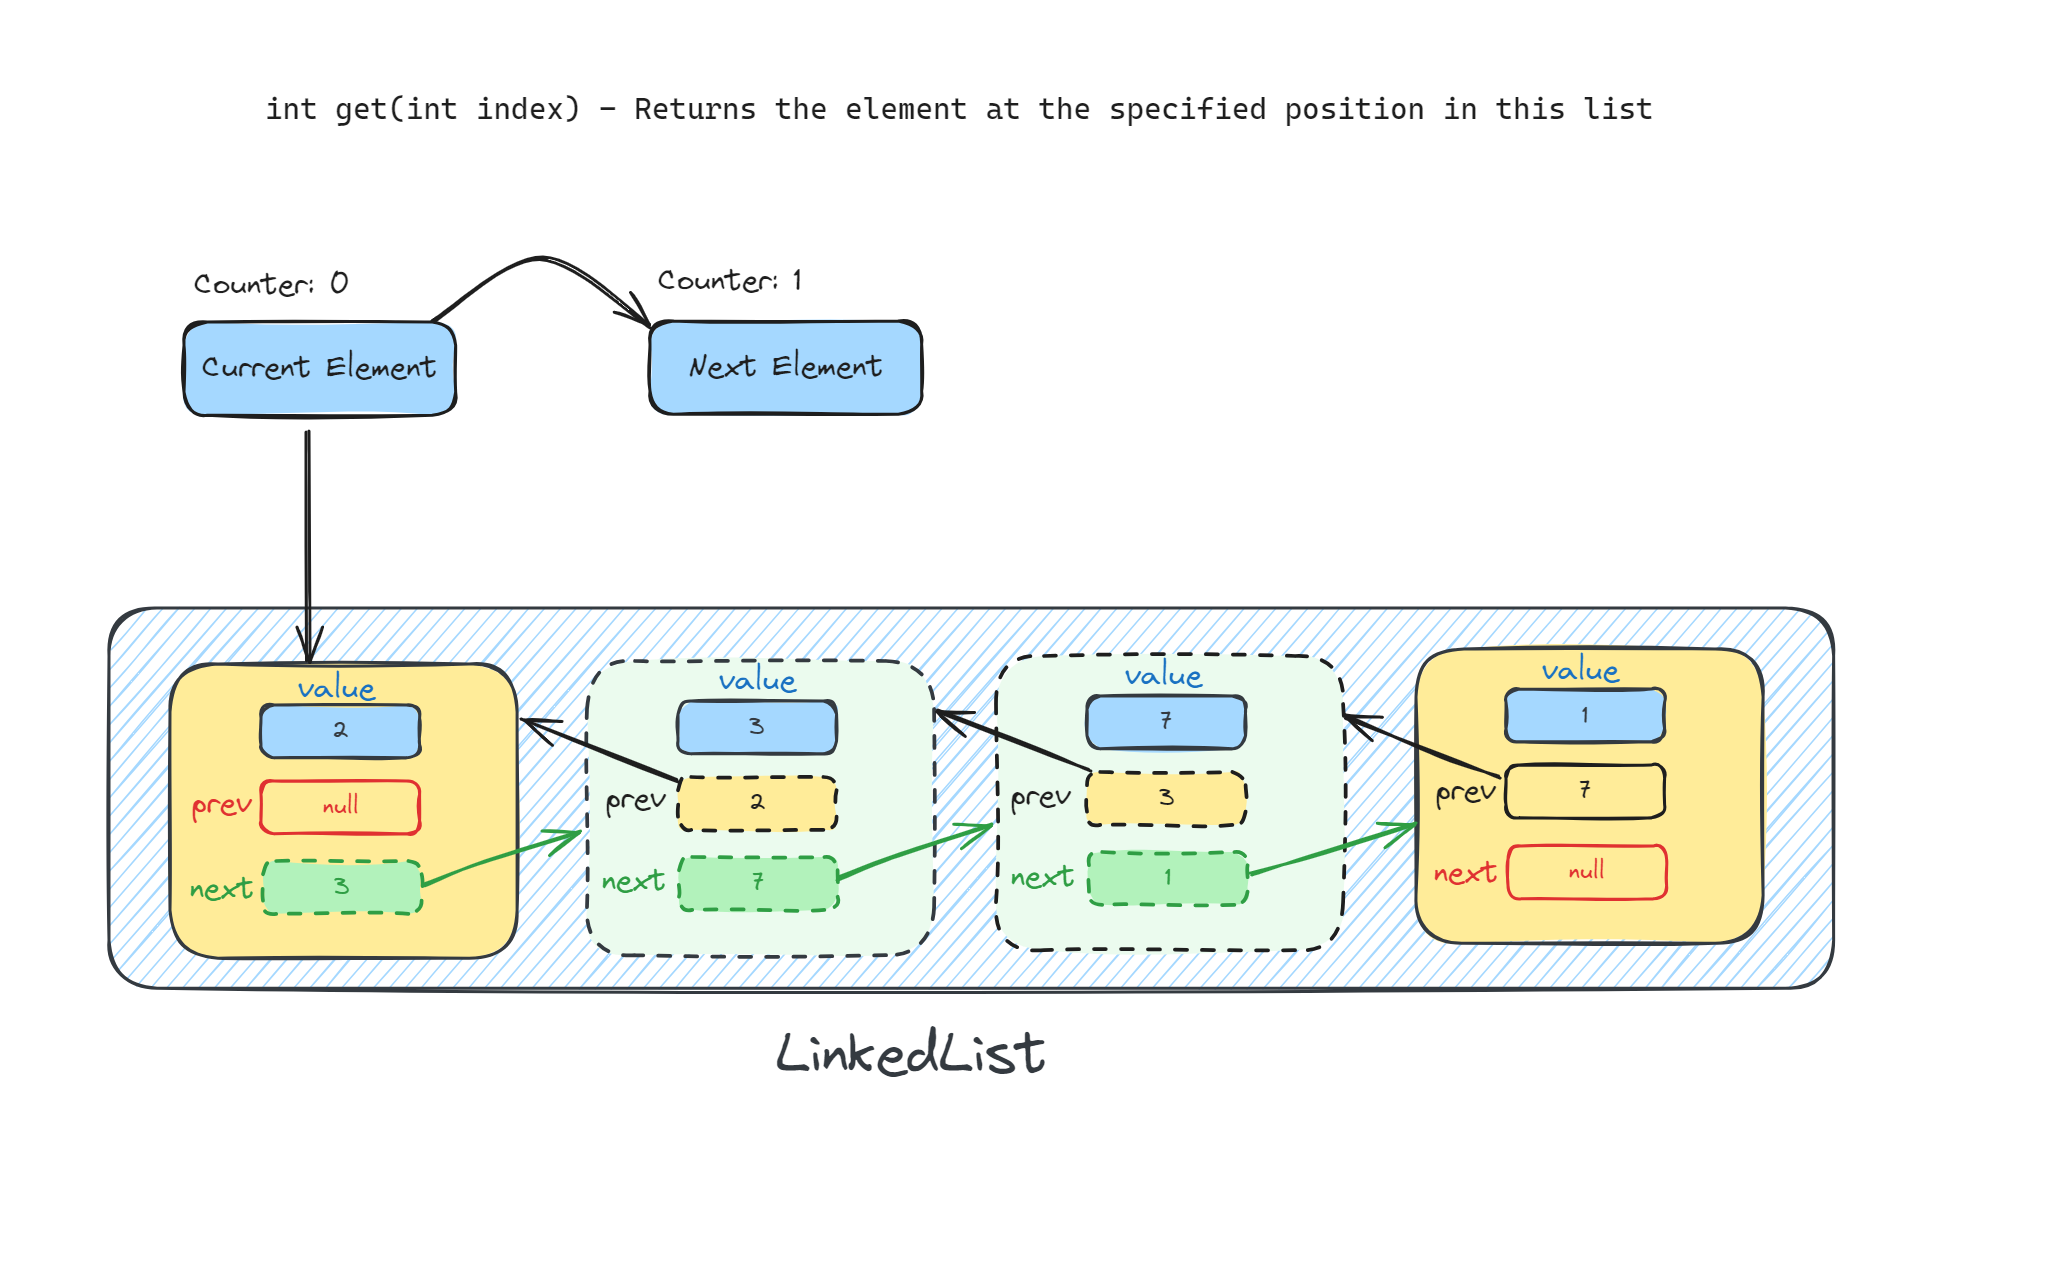 int get(int index) – Returns the element at the specified position in this list
Counter: 0
Counter: 1
Current Element
Next Element
value
2
prev
null
next
3
value
3
prev
2
next
7
value
7
prev
3
next
1
value
1
prev
7
next
null
LinkedList